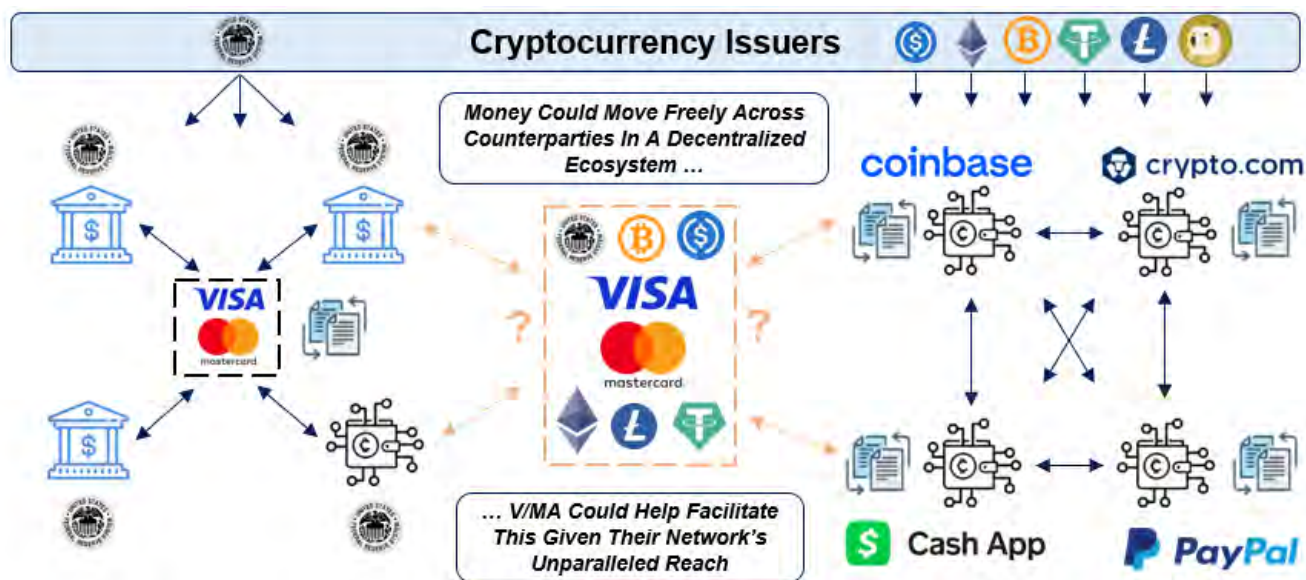 Cryptocurrency Issuers
Money Could Move Freely Across
Counterparties In A Decentralized
Ecosystem ...
coinbase
crypto.com
VISA
mastercard
VISA
mastercard
?
?
... V/MA Could Help Facilitate
This Given Their Network's
Unparalleled Reach
Cash App
PayPal